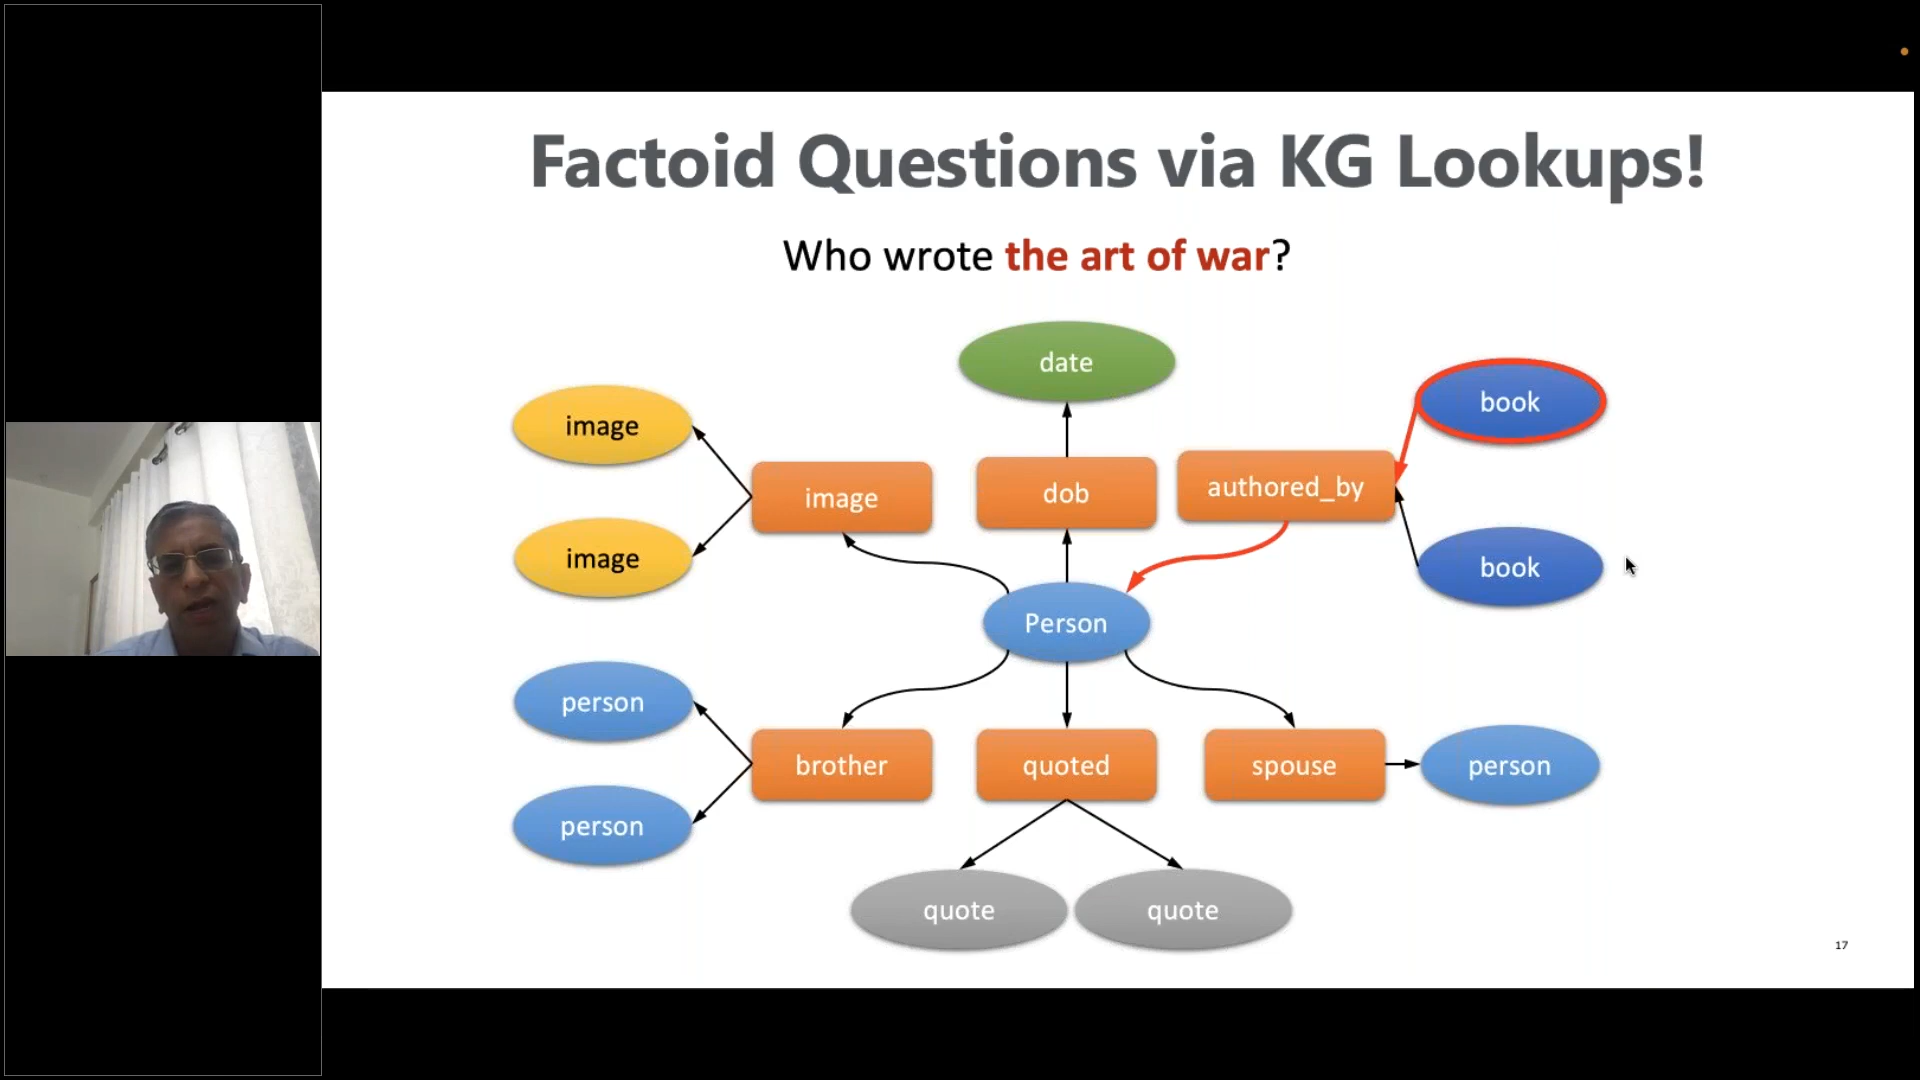 Factoid Questions via KG Lookups!
Who wrote the art of war?
date
book
image
image
dob
authored_by
image
book
Person
person
brother
quoted
spouse
person
person
quote
quote
17